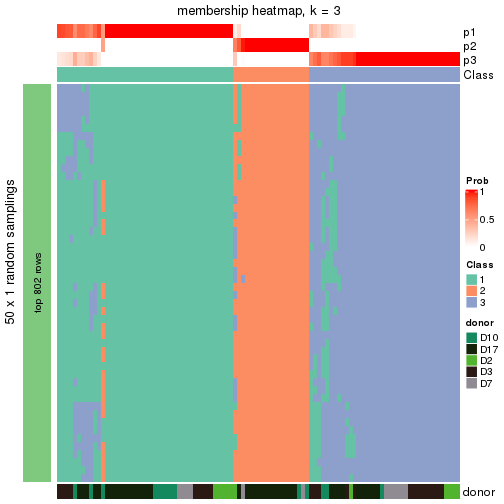 membership heatmap, k = 3
p1
p2
p3
Class
50 x 1 random samplings
top 802 rows
Prob
1
0.5
0
Class
1
2
3
donor
D10
D17
D2
D3
D7
donor